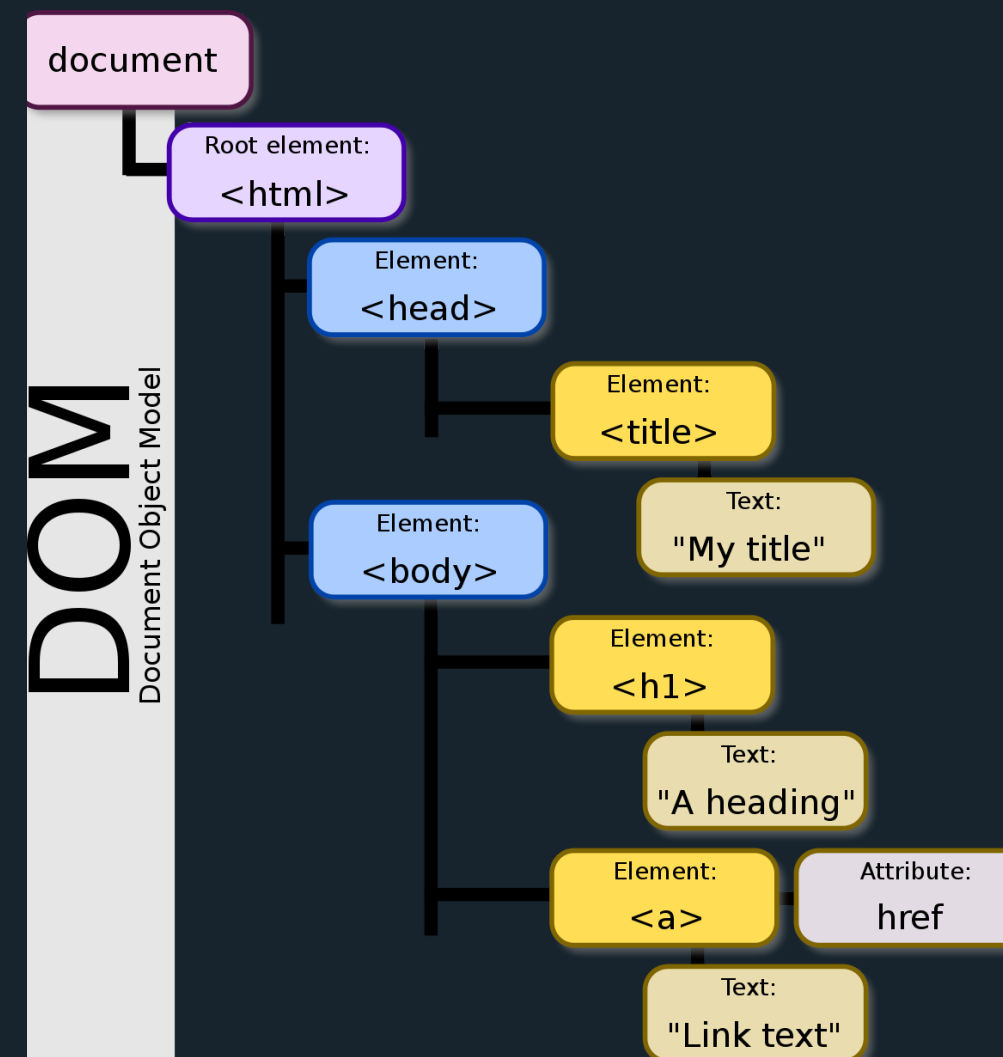 document
Root element:
<html>
Element:
<head>
Element:
<title>
Text:
"My title"
Element:
<body>
Element:
<h1>
Text:
"A heading"
Element:
<a>
Attribute:
href
Text:
"Link text"
DOM
Document Object Model